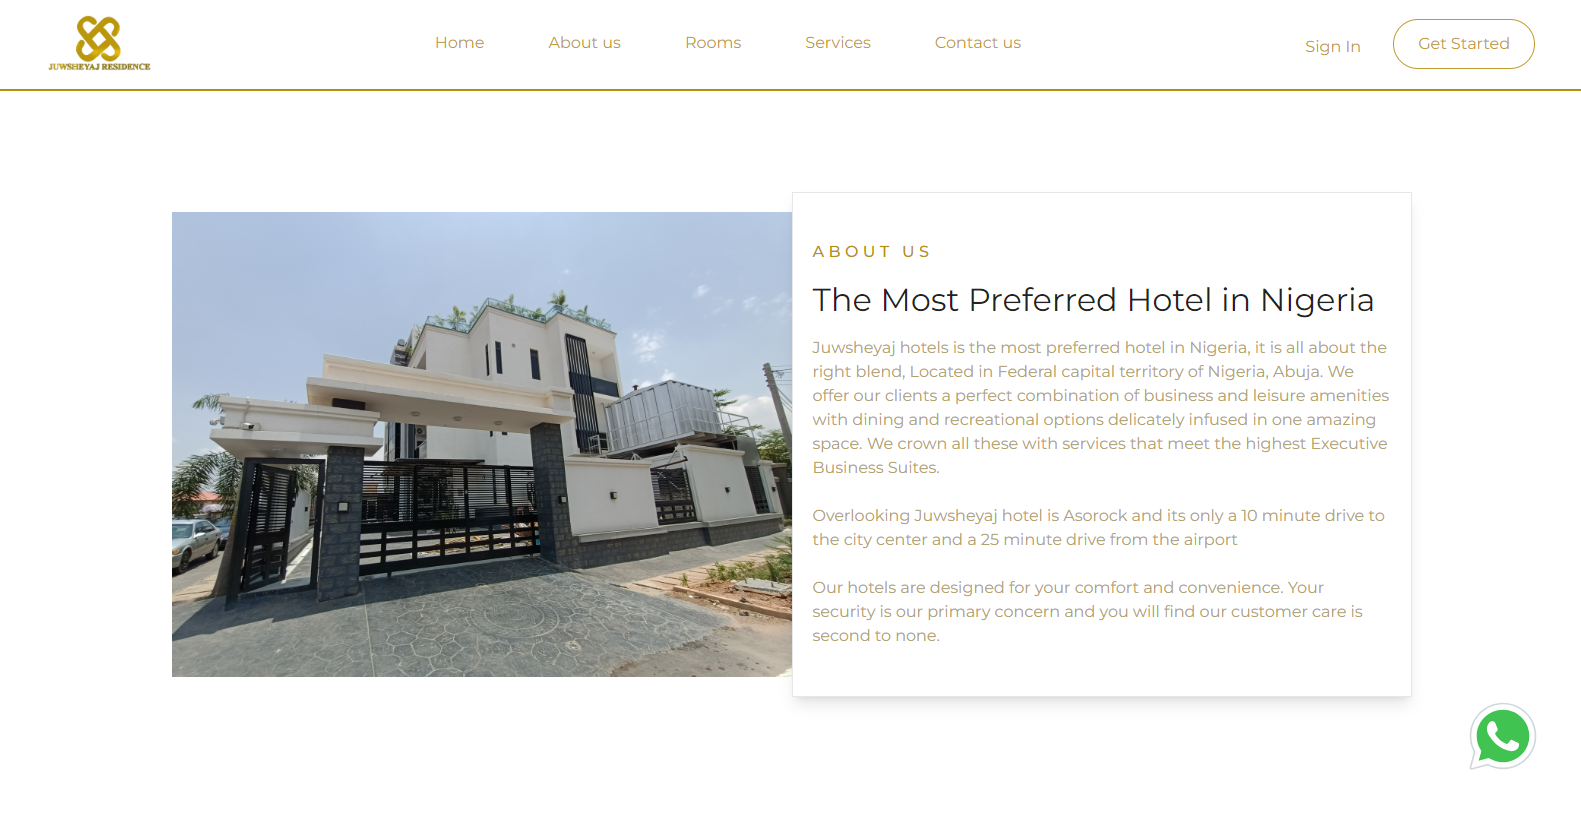 JUWSHEYAJ RESIDENCE
Home
About us
Rooms
Services
Contact us
Sign In
Get Started
ABOUT US
The Most Preferred Hotel in Nigeria
Juwsheyaj hotels is the most preferred hotel in Nigeria, it is all about the
right blend, Located in Federal capital territory of Nigeria, Abuja. We
offer our clients a perfect combination of business and leisure amenities
with dining and recreational options delicately infused in one amazing
space. We crown all these with services that meet the highest Executive
Business Suites.
Overlooking Juwsheyaj hotel is Asorock and its only a 10 minute drive to
the city center and a 25 minute drive from the airport
Our hotels are designed for your comfort and convenience. Your
security is our primary concern and you will find our customer care is
second to none.